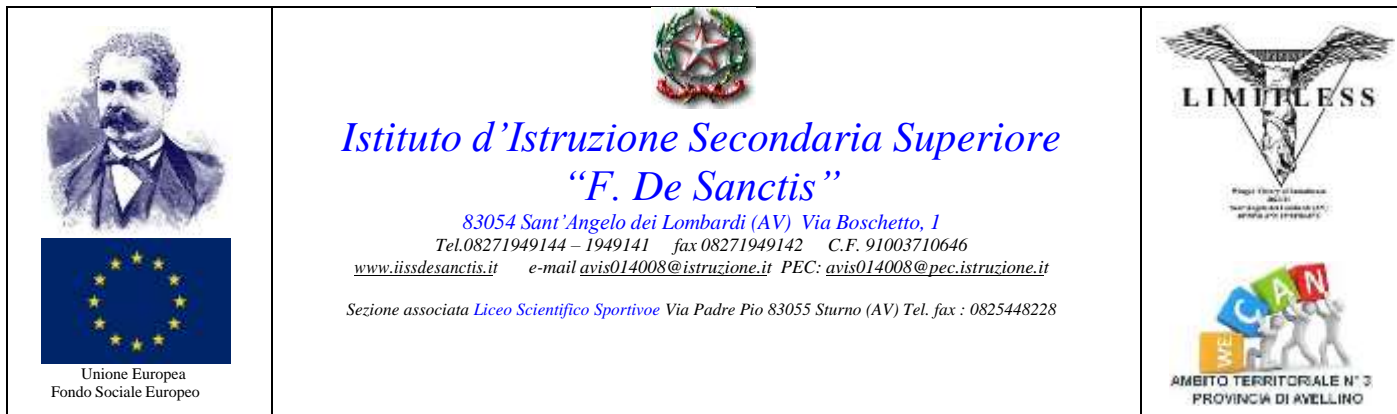 Unione Europea
Fondo Sociale Europeo
Istituto d’Istruzione Secondaria Superiore
“F. De Sanctis”
83054 Sant’Angelo dei Lombardi (AV) Via Boschetto, 1
Tel.08271949144 – 1949141 fax 08271949142 C.F. 91003710646
www.iissdesanctis.it e-mail avis014008@istruzione.it PEC: avis014008@pec.istruzione.it
Sezione associata Liceo Scientifico Sportivoe Via Padre Pio 83055 Sturno (AV) Tel. fax : 0825448228
LIMITLESS
WE CAN
AMBITO TERRITORIALE N° 3
PROVINCIA DI AVELLINO